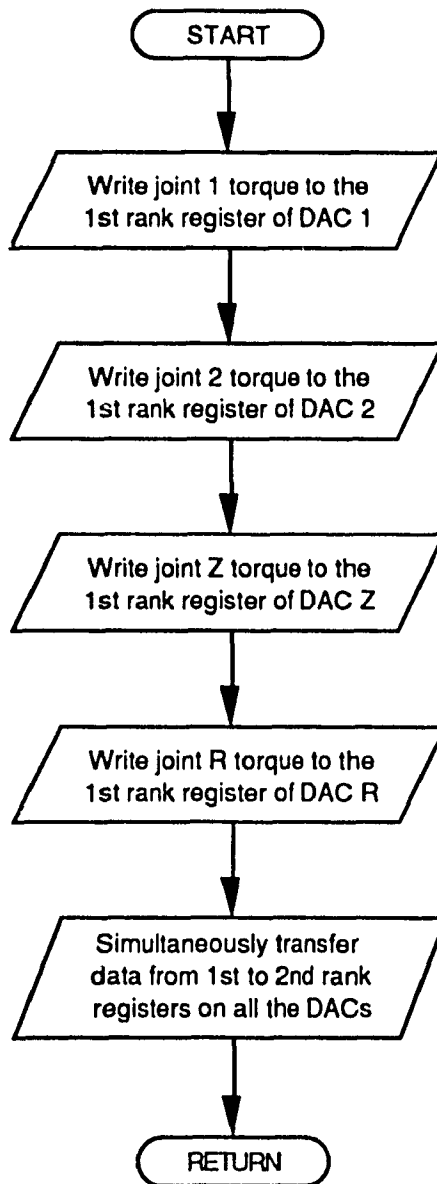 START
Write joint 1 torque to the
1st rank register of DAC 1
Write joint 2 torque to the
1st rank register of DAC 2
Write joint Z torque to the
1st rank register of DAC Z
Write joint R torque to the
1st rank register of DAC R
Simultaneously transfer
data from 1st to 2nd rank
registers on all the DACs
RETURN